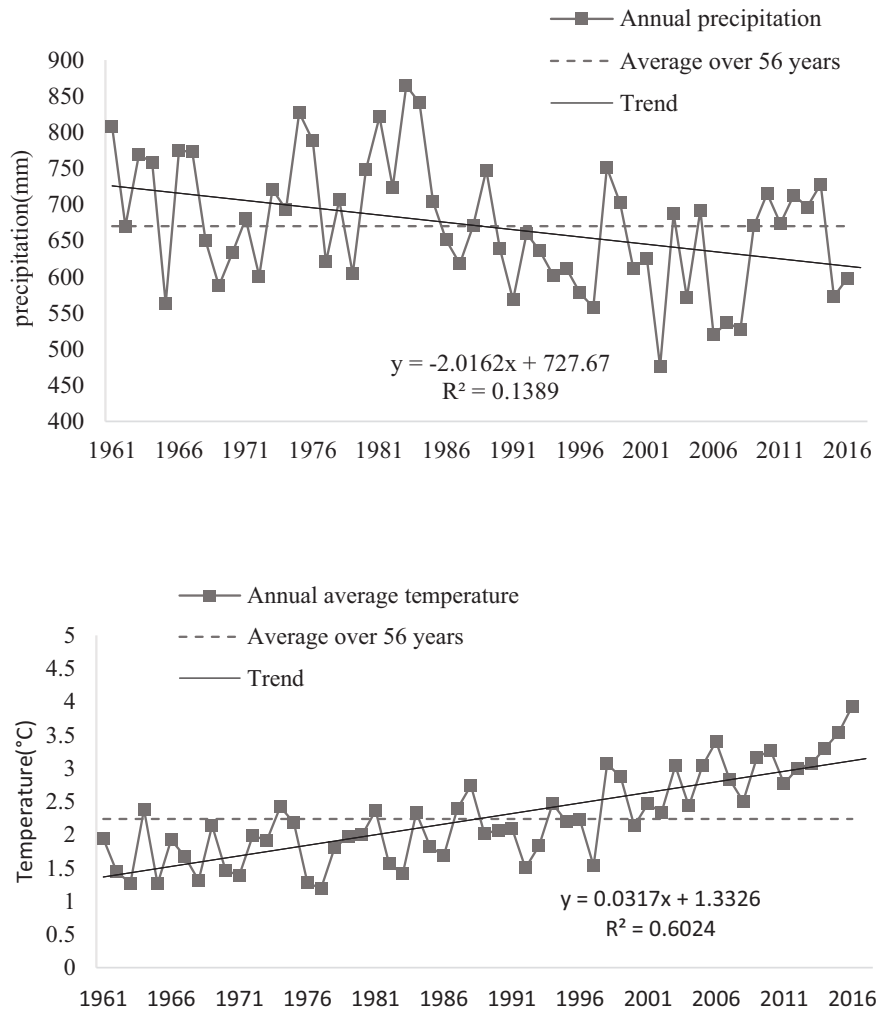 Annual precipitation
Average over 56 years
Trend
900
850
800
750
700
650
600
550
500
450
400
precipitation(mm)
y = -2.0162x + 727.67
R² = 0.1389
1961 1966 1971 1976 1981 1986 1991 1996 2001 2006 2011 2016
Annual average temperature
Average over 56 years
Trend
5
4.5
4
3.5
3
2.5
2
1.5
1
0.5
0
Temperature(°C)
y = 0.0317x + 1.3326
R² = 0.6024
1961 1966 1971 1976 1981 1986 1991 1996 2001 2006 2011 2016